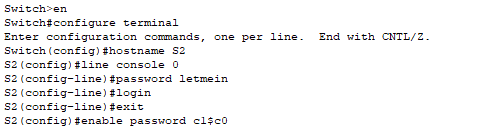 Switch>en
Switch#configure terminal
Enter configuration commands, one per line.  End with CNTL/Z.
Switch(config)#hostname S2
S2(config)#line console 0
S2(config-line)#password letmein
S2(config-line)#login
S2(config-line)#exit
S2(config)#enable password c1$c0